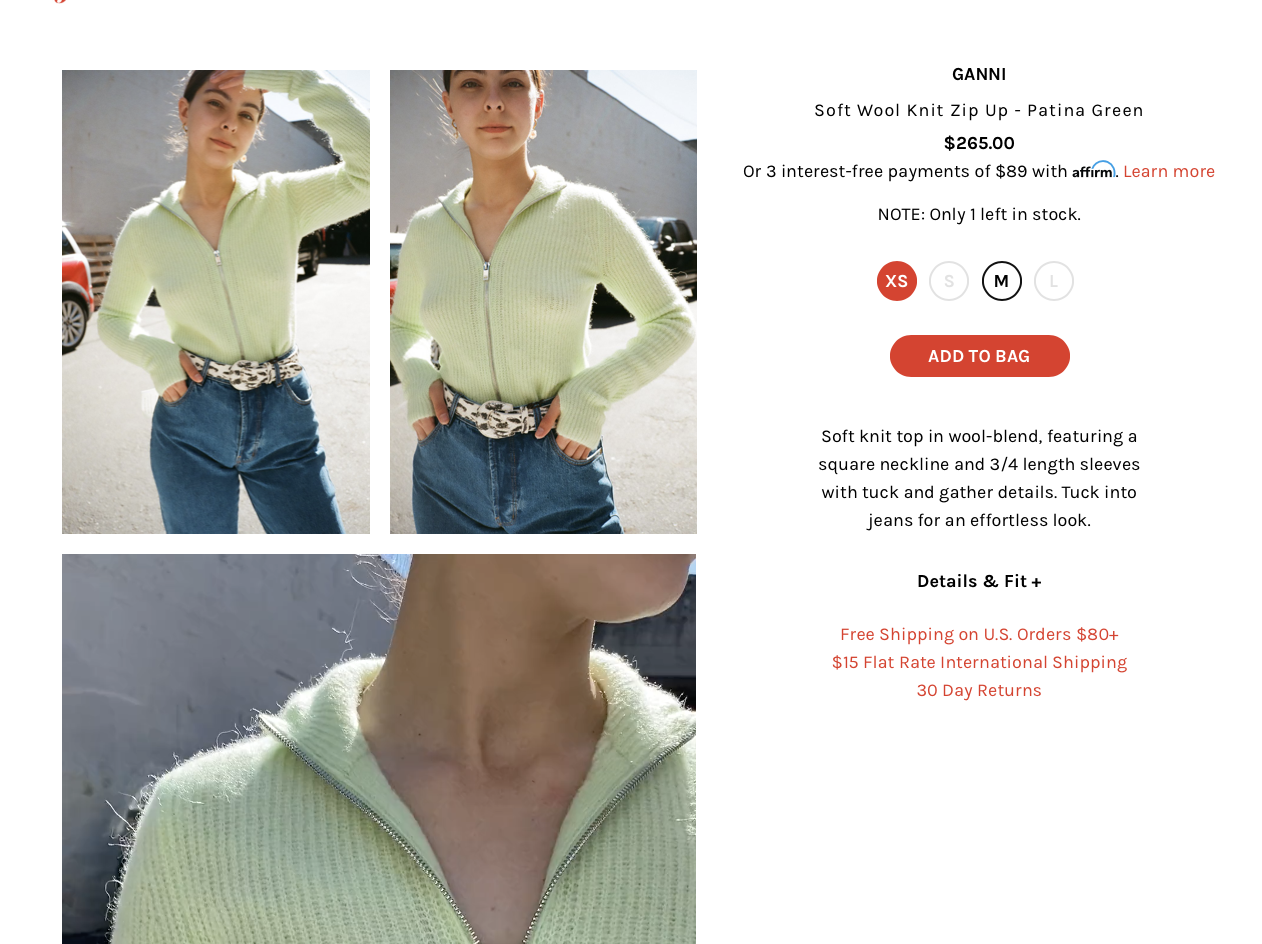 GANNI
Soft Wool Knit Zip Up - Patina Green
$265.00
Or 3 interest-free payments of $89 with affirm. Learn more
NOTE: Only 1 left in stock.
XS S M L
ADD TO BAG
Soft knit top in wool-blend, featuring a
square neckline and 3/4 length sleeves
with tuck and gather details. Tuck into
jeans for an effortless look.
Details & Fit +
Free Shipping on U.S. Orders $80+
$15 Flat Rate International Shipping
30 Day Returns